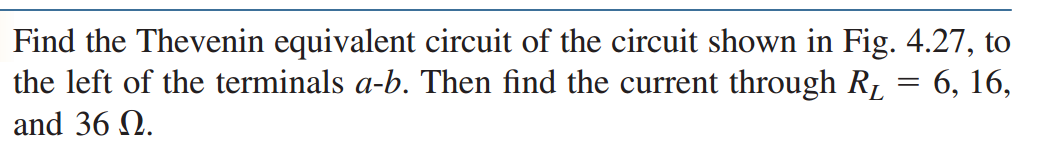 Find the Thevenin equivalent circuit of the circuit shown in Fig. 4.27, to
the left of the terminals a-b. Then find the current through R_L = 6, 16,
and 36 Ω.